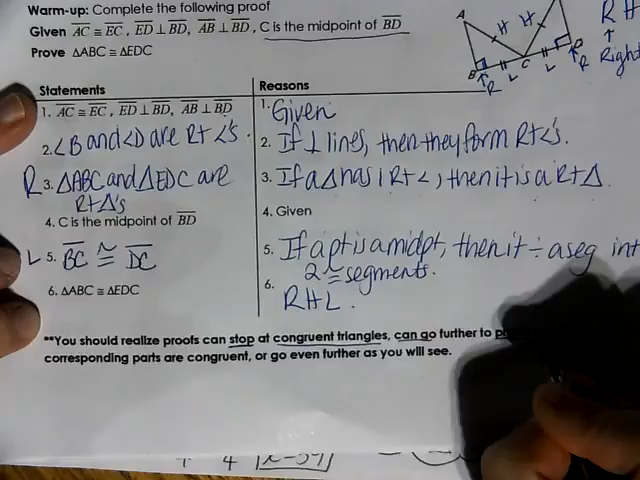 Warm-up: Complete the following proof
Given AC ≅ EC, ED ⊥ BD, AB ⊥ BD, C is the midpoint of BD
Prove ΔABC ≅ ΔEDC
A H H
B R L C L D R
R H
↑
Right
Statements Reasons
1. AC ≅ EC, ED ⊥ BD, AB ⊥ BD 1. Given
2. <B and <D are Rt <'s. 2. If ⊥ lines, then they form Rt <'s.
R 3. ΔABC and ΔEDC are Rt Δ's 3. If a Δ has 1 Rt <, then it is a Rt Δ.
4. C is the midpoint of BD 4. Given
L 5. BC ≅ DC 5. If a pt is a midpt, then it ÷ a seg int
2 ≅ segments.
6. ΔABC ≅ ΔEDC 6. RHL.
**You should realize proofs can stop at congruent triangles, can go further to
corresponding parts are congruent, or go even further as you will see.